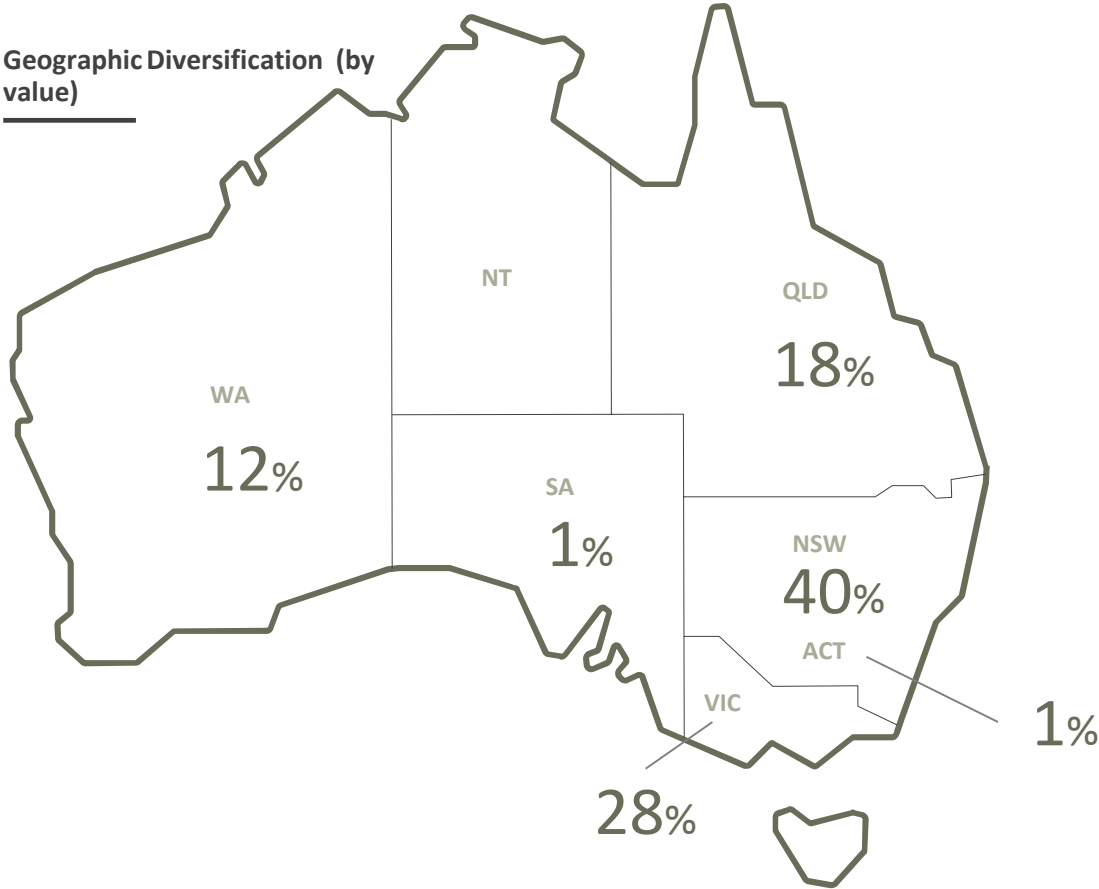 Geographic Diversification (by
value)
NT
QLD
18%
WA
12%
SA
1%
NSW
40%
ACT
1%
VIC
28%